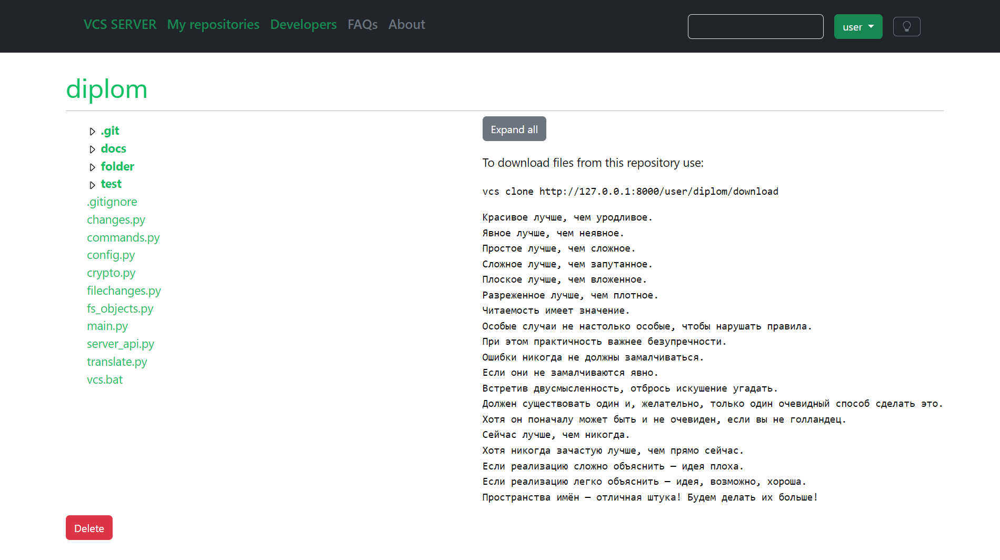 VCS SERVER My repositories Developers FAQs About user
diplom
.git
docs
folder
test
.gitignore
changes.py
commands.py
config.py
crypto.py
filechanges.py
fs_objects.py
main.py
server_api.py
translate.py
vcs.bat
Expand all
To download files from this repository use:
vcs clone http://127.0.0.1:8000/user/diplom/download
Красивое лучше, чем уродливое.
Явное лучше, чем неявное.
Простое лучше, чем сложное.
Сложное лучше, чем запутанное.
Плоское лучше, чем вложенное.
Разреженное лучше, чем плотное.
Читаемость имеет значение.
Особые случаи не настолько особые, чтобы нарушать правила.
При этом практичность важнее безупречности.
Ошибки никогда не должны замалчиваться.
Если они не замалчиваются явно.
Встретив двусмысленность, отбрось искушение угадать.
Должен существовать один и, желательно, только один очевидный способ сделать это.
Хотя он поначалу может быть и не очевиден, если вы не голландец.
Сейчас лучше, чем никогда.
Хотя никогда зачастую лучше, чем прямо сейчас.
Если реализацию сложно объяснить — идея плоха.
Если реализацию легко объяснить — идея, возможно, хороша.
Пространства имён — отличная штука! Будем делать их больше!
Delete